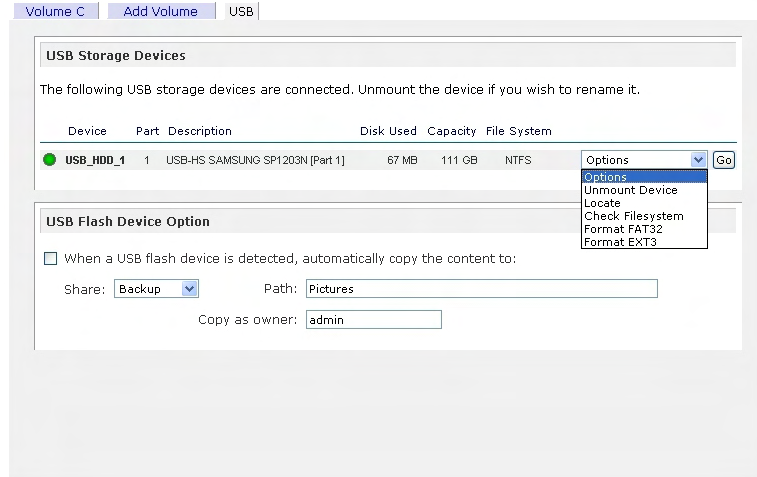 Volume C Add Volume USB
USB Storage Devices
The following USB storage devices are connected. Unmount the device if you wish to rename it.
Device Part Description Disk Used Capacity File System
USB_HDD_1 1 USB-HS SAMSUNG SP1203N [Part 1] 67 MB 111 GB NTFS Options Go
Options
Unmount Device
Locate
Check Filesystem
Format FAT32
Format EXT3
USB Flash Device Option
When a USB flash device is detected, automatically copy the content to:
Share: Backup Path: Pictures
Copy as owner: admin